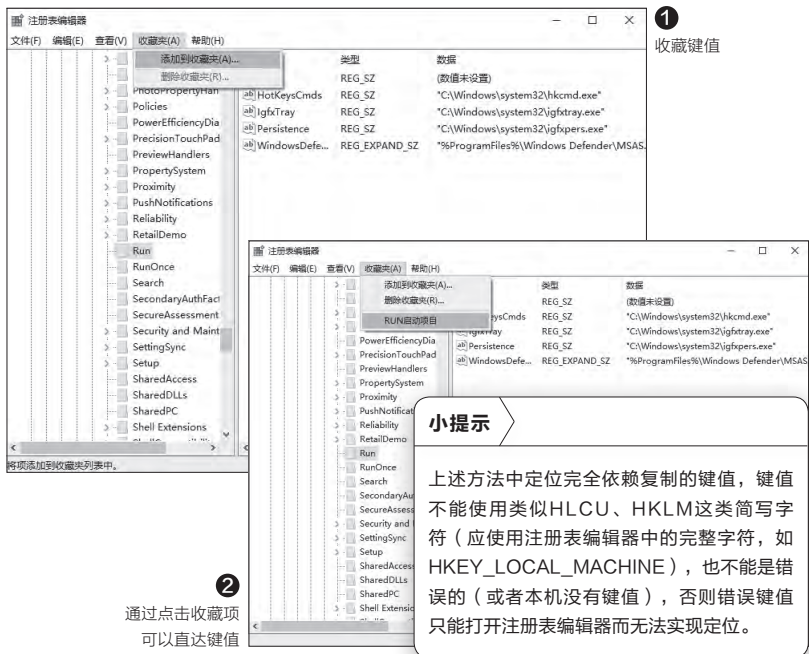 注册表编辑器
文件(F) 编辑(E) 查看(V) 收藏夹(A) 帮助(H)
添加到收藏夹(A)...
删除收藏夹(R)...
PhotoPropertyHan
Policies
PowerEfficiencyDia
PrecisionTouchPad
PreviewHandlers
PropertySystem
Proximity
PushNotifications
Reliability
RetailDemo
Run
RunOnce
Search
SecondaryAuthFact
SecureAssessment
Security and Maint
SettingSync
Setup
SharedAccess
SharedDLLs
SharedPC
Shell Extensions
类型 数据
REG_SZ (数值未设置)
HotKeysCmds REG_SZ "C:\Windows\system32\hkcmd.exe"
IgfxTray REG_SZ "C:\Windows\system32\igfxtray.exe"
Persistence REG_SZ "C:\Windows\system32\igfxpers.exe"
WindowsDefe... REG_EXPAND_SZ "%ProgramFiles%\Windows Defender\MSAS.
将项添加到收藏夹列表中。
❶
收藏键值
注册表编辑器
文件(F) 编辑(E) 查看(V) 收藏夹(A) 帮助(H)
添加到收藏夹(A)...
删除收藏夹(R)...
RUN启动项目
PowerEfficiencyDia
PrecisionTouchPad
PreviewHandlers
PropertySystem
Proximity
PushNotificat
Reliability
RetailDemo
Run
RunOnce
Search
SecondaryAu
SecureAssess
Security and
SettingSync
Setup
SharedAccess
SharedDLLs
SharedPC
Shell Extensio
类型 数据
REG_SZ (数值未设置)
eysCmds REG_SZ "C:\Windows\system32\hkcmd.exe"
IgfxTray REG_SZ "C:\Windows\system32\igfxtray.exe"
Persistence REG_SZ "C:\Windows\system32\igfxpers.exe"
WindowsDefe... REG_EXPAND_SZ "%ProgramFiles%\Windows Defender\MSAS
❷
通过点击收藏项
可以直达键值
小提示
上述方法中定位完全依赖复制的键值，键值
不能使用类似HLCU、HKLM这类简写字
符（应使用注册表编辑器中的完整字符，如
HKEY_LOCAL_MACHINE），也不能是错
误的（或者本机没有键值），否则错误键值
只能打开注册表编辑器而无法实现定位。